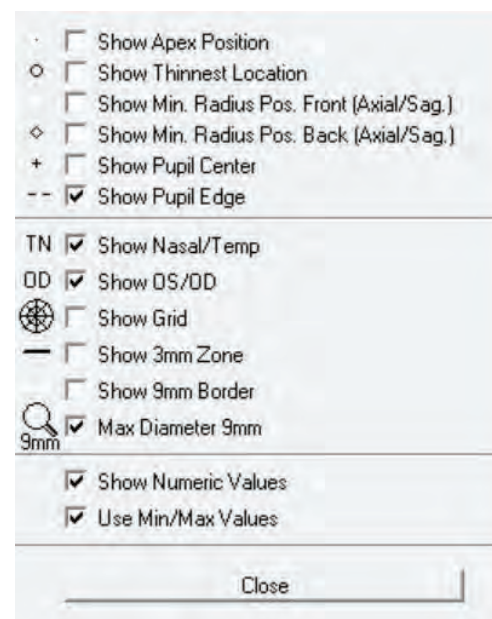 Show Apex Position
Show Thinnest Location
Show Min. Radius Pos. Front (Axial/Sag.)
Show Min. Radius Pos. Back (Axial/Sag.)
Show Pupil Center
Show Pupil Edge
TN Show Nasal/Temp
OD Show OS/OD
Show Grid
Show 3mm Zone
Show 9mm Border
9mm Max Diameter 9mm
Show Numeric Values
Use Min/Max Values
Close